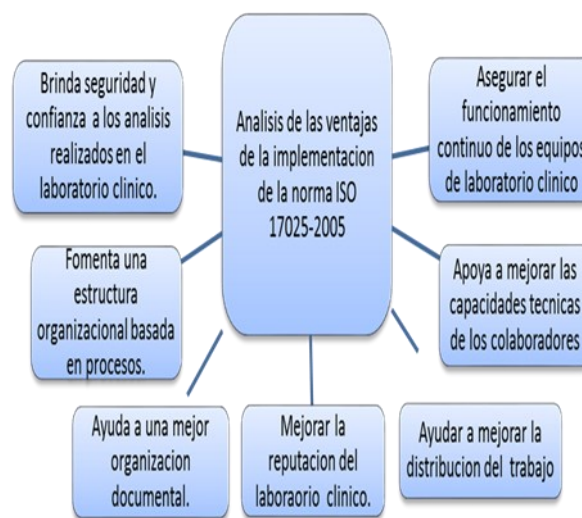 Brinda seguridad y
confianza a los analisis
realizados en el
laboratorio clinico.
Analisis de las ventajas
de la implementacion
de la norma ISO
17025-2005
Asegurar el
funcionamiento
continuo de los equipos
de laboratorio clinico
Fomenta una
estructura
organizacional basada
en procesos.
Apoya a mejorar las
capacidades tecnicas
de los colaboradores
Ayuda a una mejor
organizacion
documental.
Mejorar la
reputacion del
laboraorio clinico.
Ayudar a mejorar la
distribucion del trabajo